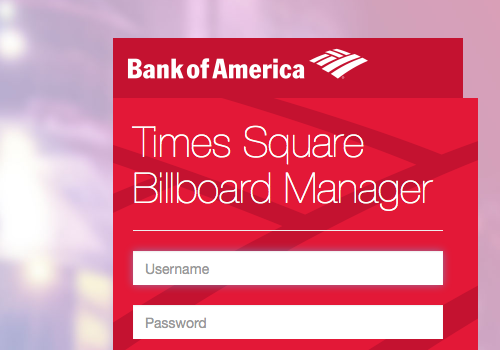 Bank of America
Times Square
Billboard Manager
Username
Password